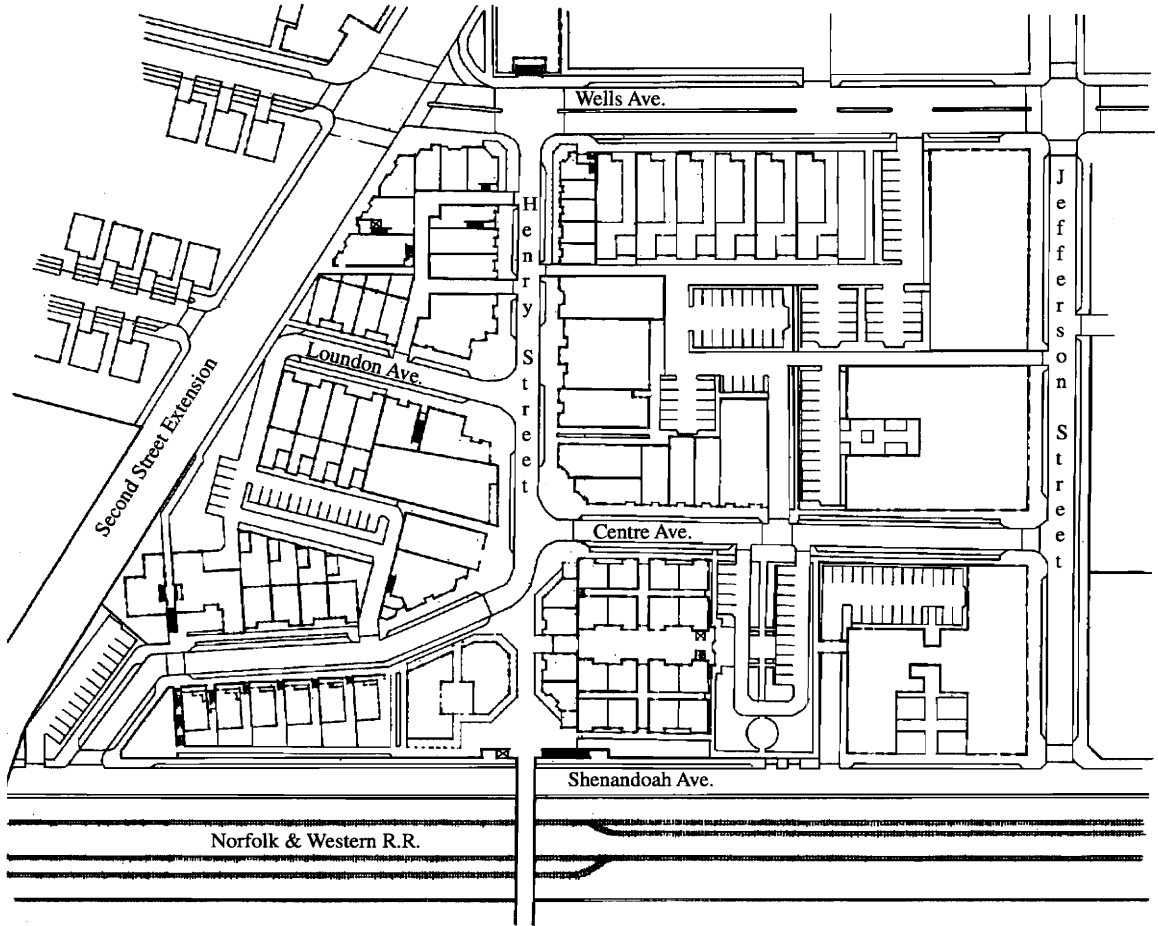 Wells Ave.
Henry Street
Jefferson Street
Loundon Ave.
Second Street Extension
Centre Ave.
Shenandoah Ave.
Norfolk & Western R.R.